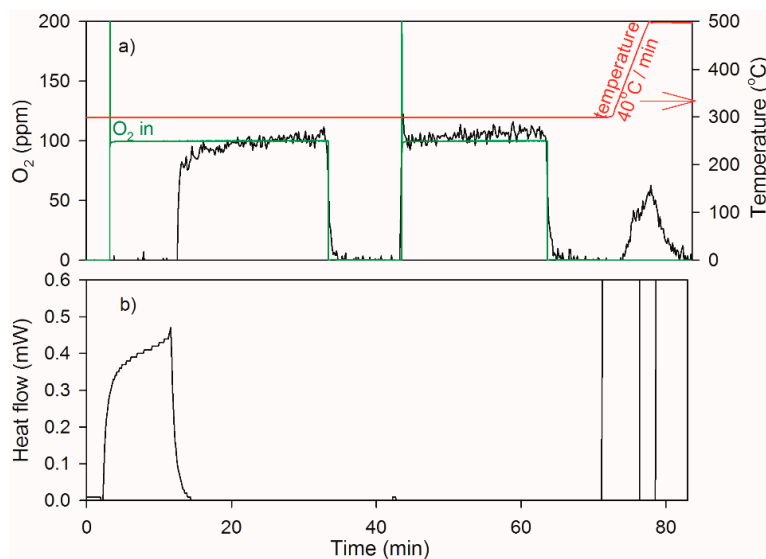 a)
O2 (ppm)
200
150
100
50
0
O2 in
temperature
40°C / min
500
400
300
200
100
0
Temperature (°C)
b)
Heat flow (mW)
0.6
0.5
0.4
0.3
0.2
0.1
0.0
0 20 40 60 80
Time (min)